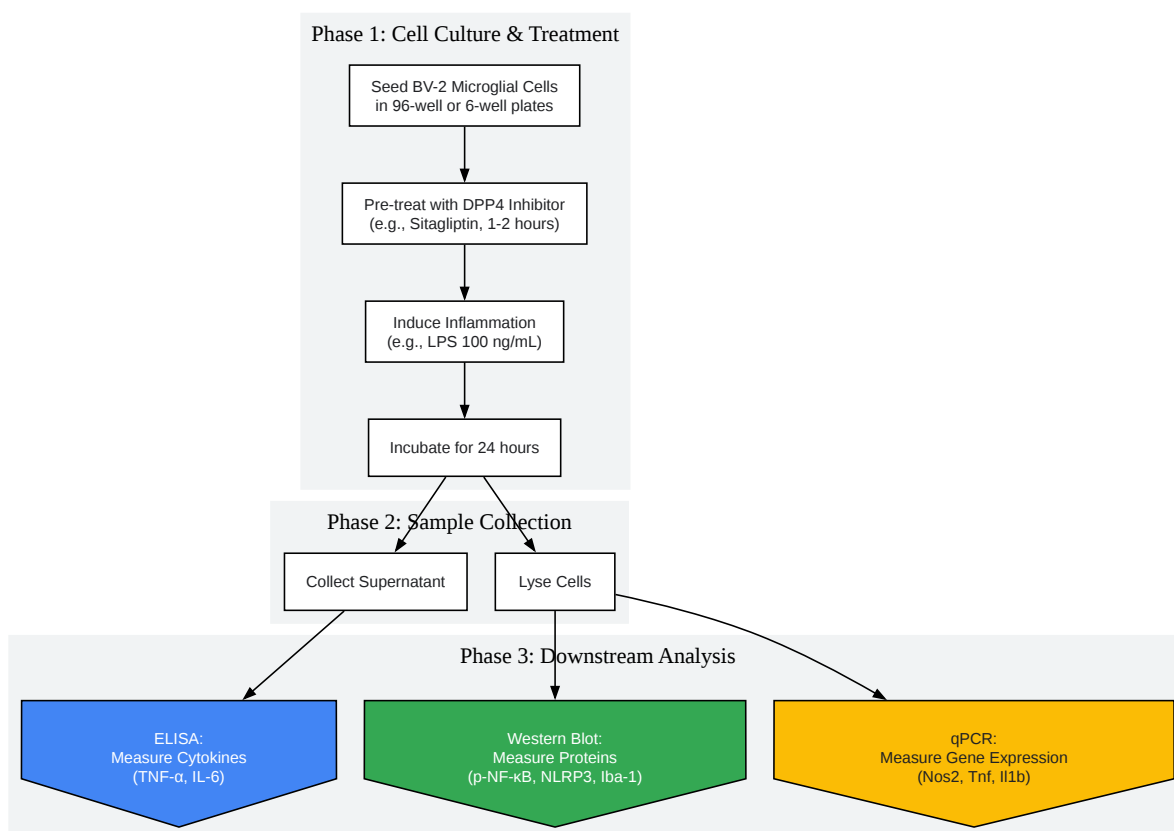 Phase 1: Cell Culture & Treatment
Seed BV-2 Microglial Cells
in 96-well or 6-well plates
Pre-treat with DPP4 Inhibitor
(e.g., Sitagliptin, 1-2 hours)
Induce Inflammation
(e.g., LPS 100 ng/mL)
Incubate for 24 hours
Phase 2: Sample Collection
Collect Supernatant
Lyse Cells
Phase 3: Downstream Analysis
ELISA:
Measure Cytokines
(TNF-α, IL-6)
Western Blot:
Measure Proteins
(p-NF-κB, NLRP3, Iba-1)
qPCR:
Measure Gene Expression
(Nos2, Tnf, Il1b)